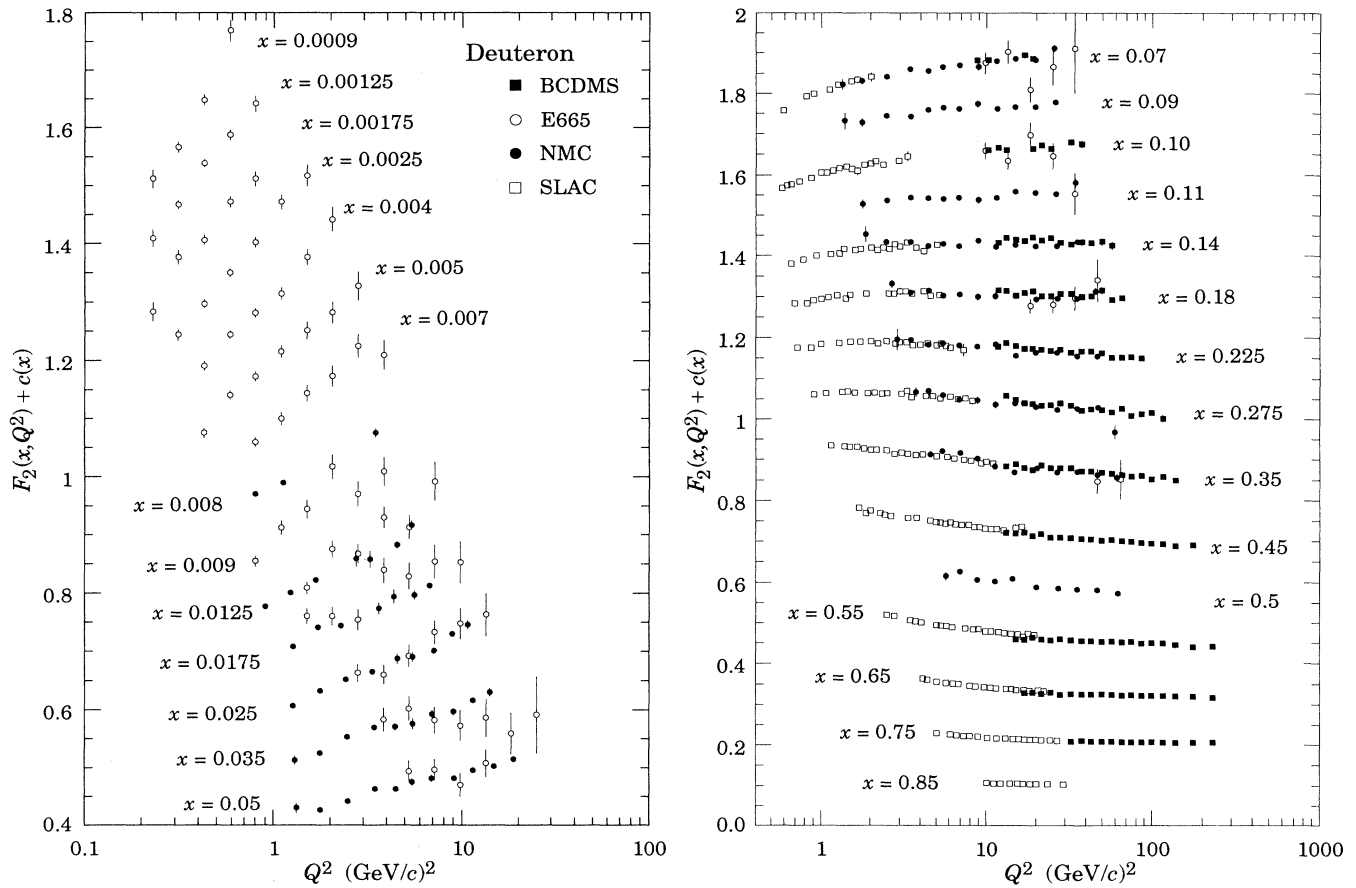 1.8
1.6
1.4
1.2
1
0.8
0.6
0.4
F₂(x,Q²) + c(x)
0.1
1
10
100
Q² (GeV/c)²
Deuteron
BCDMS
E665
NMC
SLAC
x = 0.0009
x = 0.00125
x = 0.00175
x = 0.0025
x = 0.004
x = 0.005
x = 0.007
x = 0.008
x = 0.009
x = 0.0125
x = 0.0175
x = 0.025
x = 0.035
x = 0.05
2
1.8
1.6
1.4
1.2
1
0.8
0.6
0.4
0.2
0.0
F₂(x,Q²) + c(x)
1
10
100
1000
Q² (GeV/c)²
x = 0.07
x = 0.09
x = 0.10
x = 0.11
x = 0.14
x = 0.18
x = 0.225
x = 0.275
x = 0.35
x = 0.45
x = 0.5
x = 0.55
x = 0.65
x = 0.75
x = 0.85